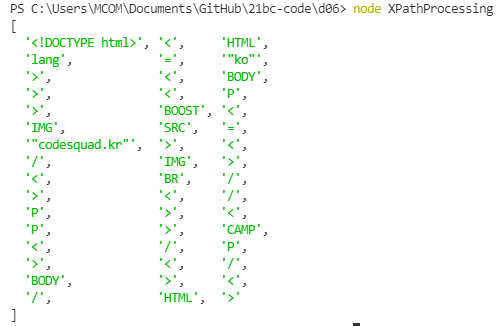 PS C:\Users\MCOM\Documents\GitHub\21bc-code\d06> node XPathProcessing
[
  '<!DOCTYPE html>', '<',     'HTML',
  'lang',            '=',     '"ko"',
  '>',               '<',     'BODY',
  '>',               '<',     'P',
  '>',               'BOOST', '<',
  'IMG',             'SRC',   '=',
  '"codesquad.kr"',  '>',     '<',
  '/',               'IMG',   '>',
  '<',               'BR',    '/',
  '>',               '<',     '/',
  'P',               '>',     '<',
  'P',               '>',     'CAMP',
  '<',               '/',     'P',
  '>',               '<',     '/',
  'BODY',            '>',     '<',
  '/',               'HTML',  '>'
]